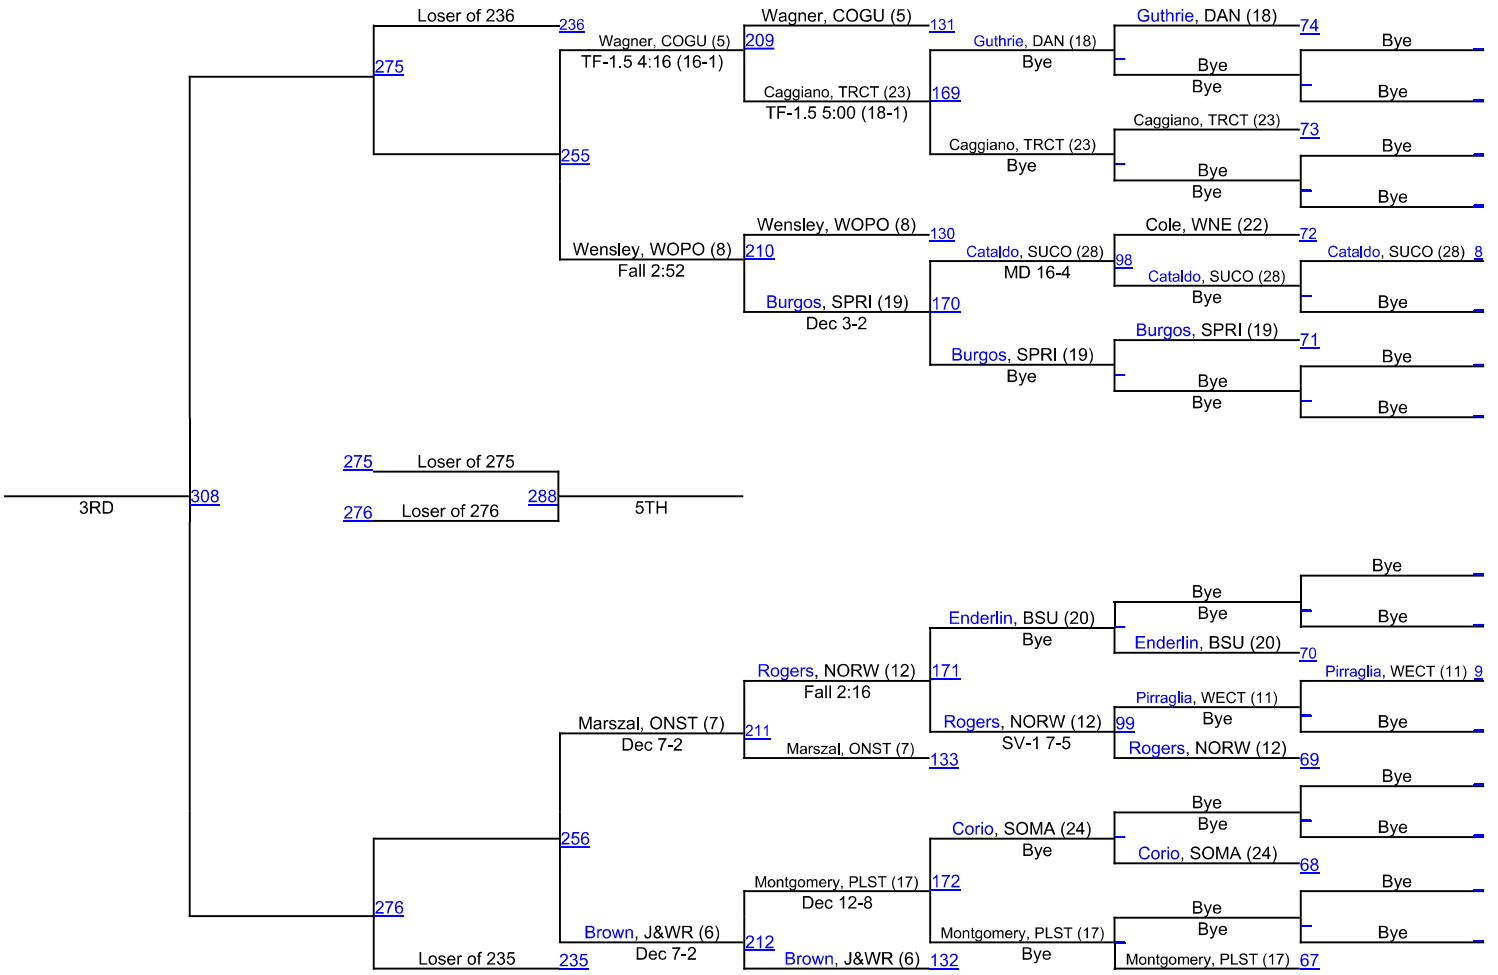 Loser of 236
236
Wagner, COGU (5)
131
Guthrie, DAN (18)
74
Bye
Wagner, COGU (5)
209
Guthrie, DAN (18)
TF-1.5 4:16 (16-1)
Bye
Bye
275
Bye
Caggiano, TRCT (23)
169
Bye
TF-1.5 5:00 (18-1)
Caggiano, TRCT (23)
73
Caggiano, TRCT (23)
Bye
255
Bye
Bye
Bye
Bye
Wensley, WOPO (8)
130
Cole, WNE (22)
72
Wensley, WOPO (8)
210
Cataldo, SUCO (28)
98
Cataldo, SUCO (28)
8
Fall 2:52
MD 16-4
Cataldo, SUCO (28)
Bye
Burgos, SPRI (19)
170
Bye
Dec 3-2
Burgos, SPRI (19)
71
Burgos, SPRI (19)
Bye
Bye
Bye
Bye
Bye
275
Loser of 275
308
288
3RD
5TH
276
Loser of 276
Bye
Bye
Bye
Enderlin, BSU (20)
Bye
Bye
Enderlin, BSU (20)
70
Rogers, NORW (12)
171
Pirraglia, WECT (11)
9
Fall 2:16
Pirraglia, WECT (11)
Marszal, ONST (7)
211
Rogers, NORW (12)
99
Bye
Bye
Dec 7-2
SV-1 7-5
Marszal, ONST (7)
133
Rogers, NORW (12)
69
Bye
Bye
256
Corio, SOMA (24)
Bye
Bye
Bye
Corio, SOMA (24)
68
Montgomery, PLST (17)
172
Bye
Dec 12-8
276
Bye
Brown, J&WR (6)
212
Montgomery, PLST (17)
Bye
Bye
Dec 7-2
Bye
Loser of 235
235
Brown, J&WR (6)
132
Montgomery, PLST (17)
67